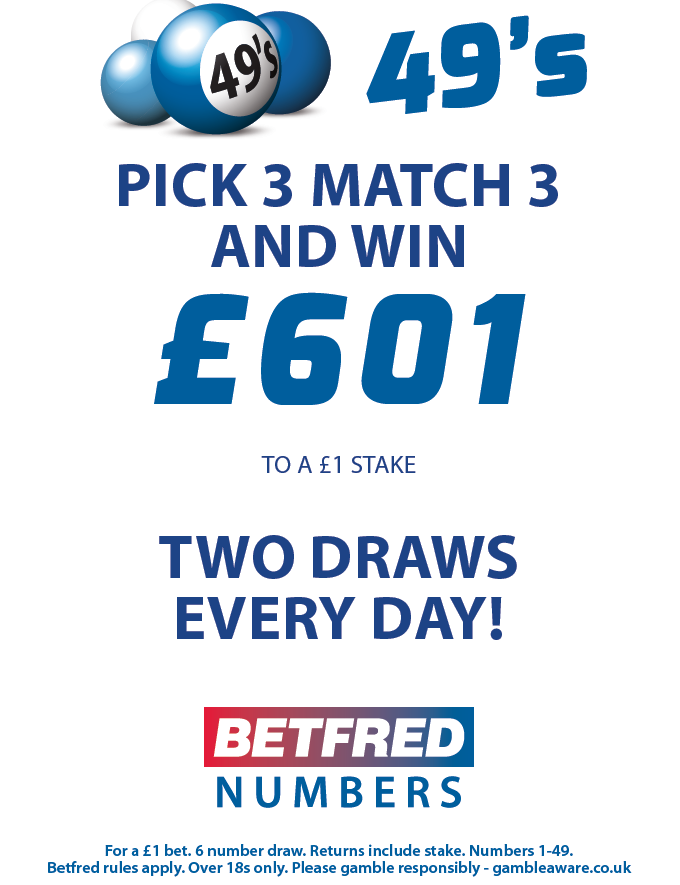 49's
49's
PICK 3 MATCH 3
AND WIN
£601
TO A £1 STAKE
TWO DRAWS
EVERY DAY!
BETFRED
NUMBERS
For a £1 bet. 6 number draw. Returns include stake. Numbers 1-49.
Betfred rules apply. Over 18s only. Please gamble responsibly - gambleaware.co.uk